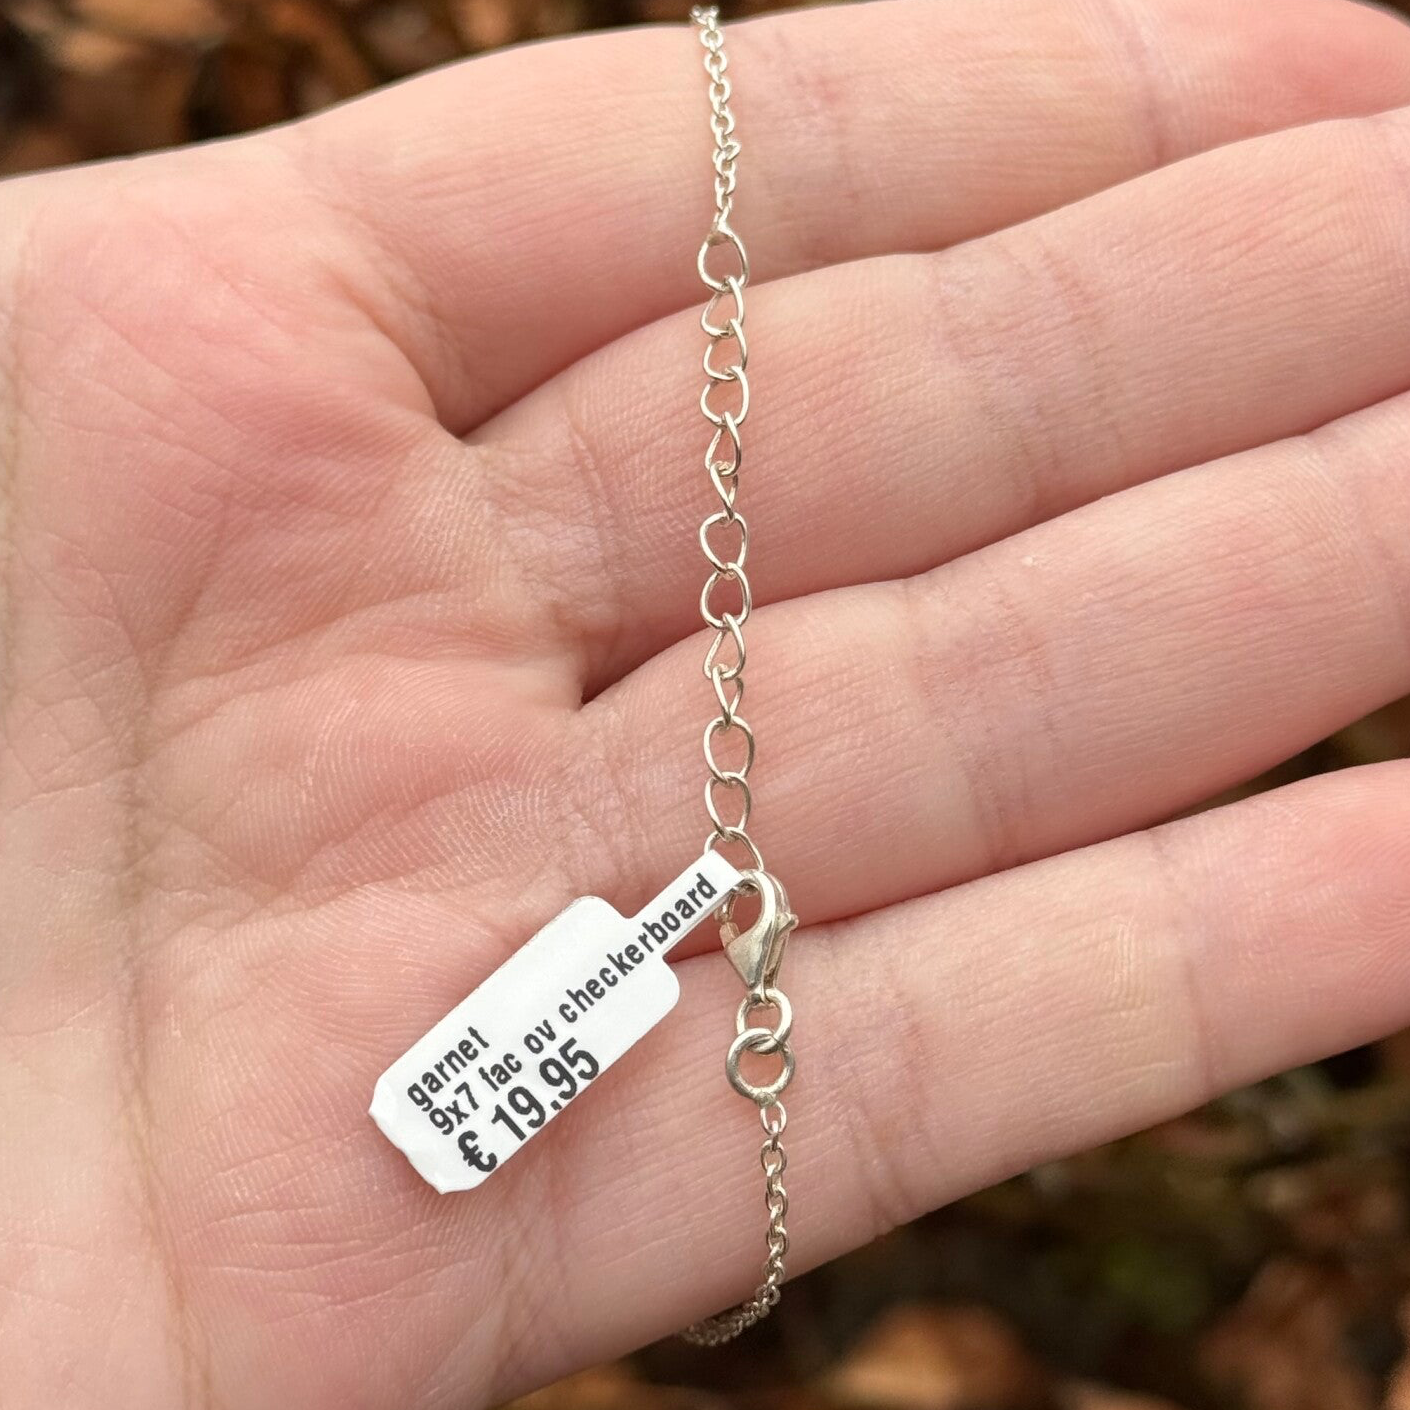 garnet
9x7 fac ov checkerboard
€ 19,95